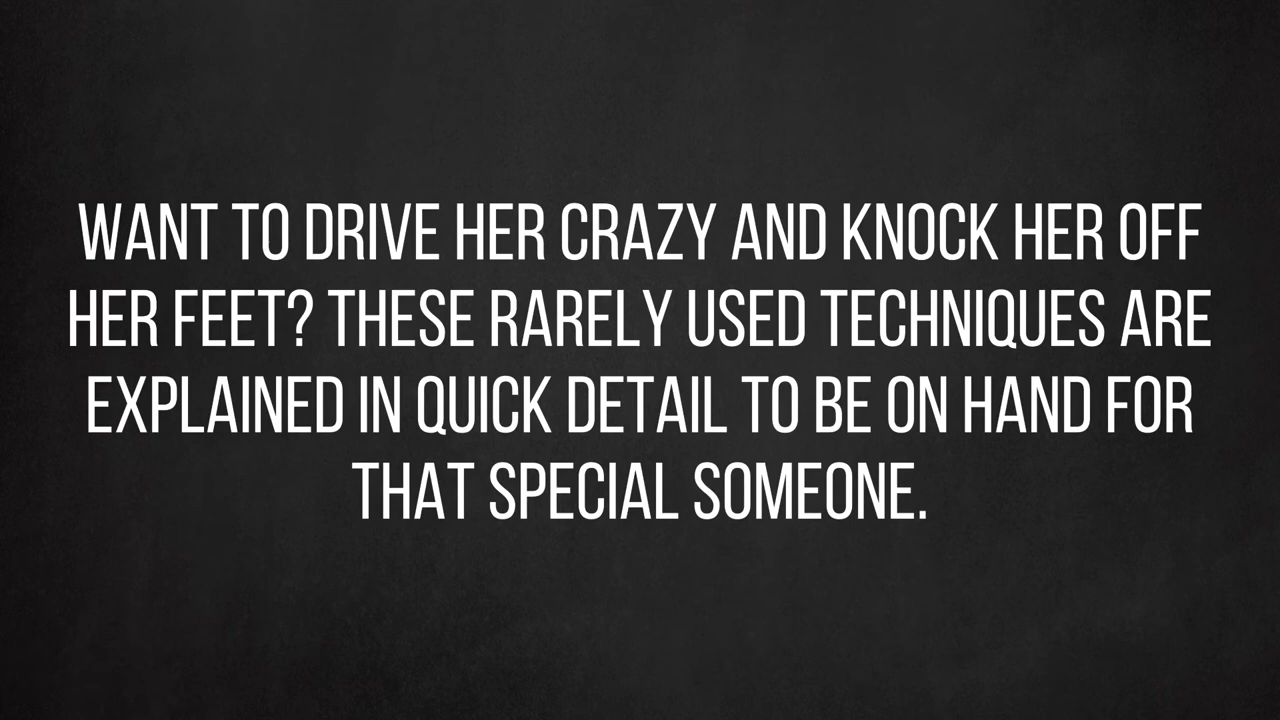 WANT TO DRIVE HER CRAZY AND KNOCK HER OFF
HER FEET? THESE RARELY USED TECHNIQUES ARE
EXPLAINED IN QUICK DETAIL TO BE ON HAND FOR
THAT SPECIAL SOMEONE.